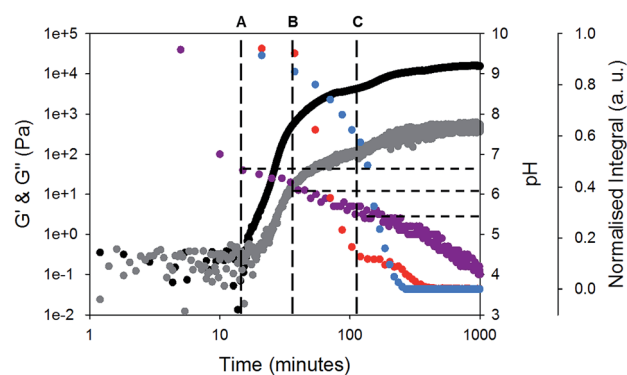 A B C
1e+5 10 1.0
1e+4 9
0.8
1e+3 8
1e+2 7 0.6
1e+1 6 0.4
1e+0 5 0.2
1e-1 4 0.0
1e-2 3
1 10 100 1000
Time (minutes)
G' & G" (Pa)
pH
Normalised Integral (a. u.)